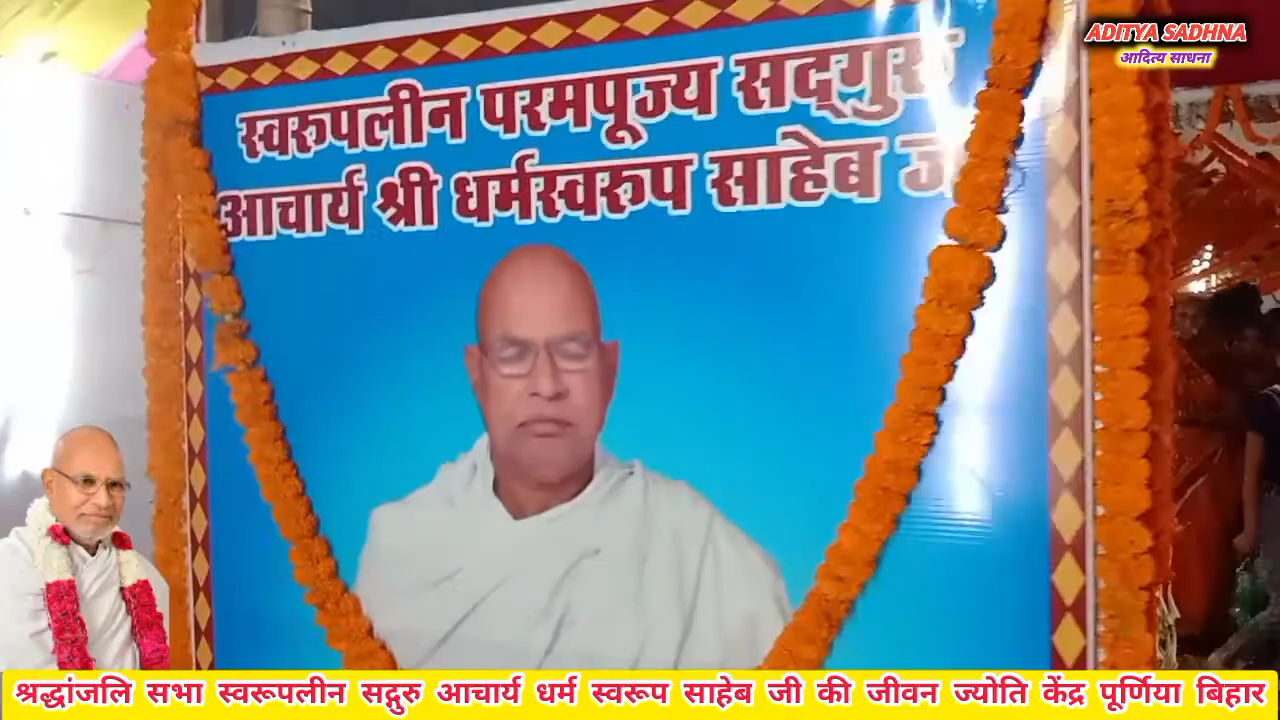 ADITYA SADHNA
आदित्य साधना
स्वरूपलीन परमपूज्य सद्‌गुरु
आचार्य श्री धर्मस्वरूप साहेब जी
श्रद्धांजलि सभा स्वरूपलीन सद्गुरु आचार्य धर्म स्वरूप साहेब जी की जीवन ज्योति केंद्र पूर्णिया बिहार